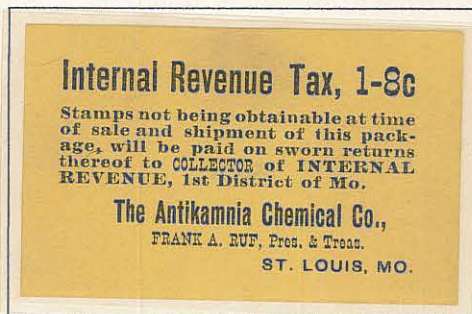 Internal Revenue Tax, 1-8c
Stamps not being obtainable at time
of sale and shipment of this pack-
age, will be paid on sworn returns
thereof to COLLECTOR of INTERNAL
REVENUE, 1st District of Mo.
The Antikamnia Chemical Co.,
FRANK A. RUF, Pres. & Treas.
ST. LOUIS, MO.